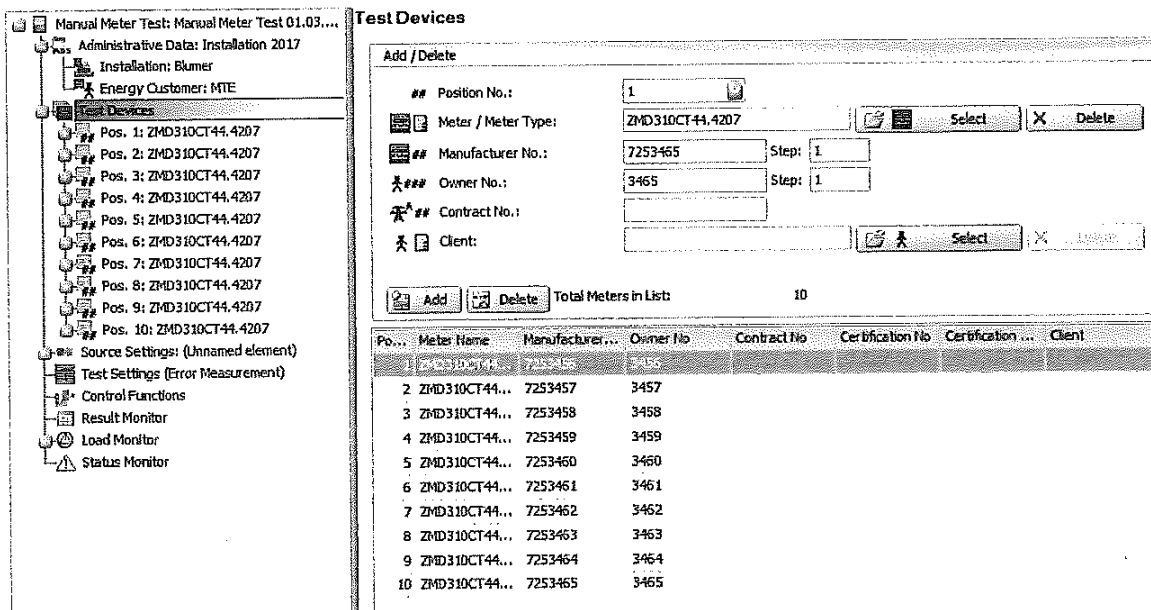 Manual Meter Test: Manual Meter Test 01.03....
Administrative Data: Installation 2017
Installation: Blumer
Energy Customer: MTE
Test Devices
Pos. 1: ZMD310CT44.4207
Pos. 2: ZMD310CT44.4207
Pos. 3: ZMD310CT44.4207
Pos. 4: ZMD310CT44.4207
Pos. 5: ZMD310CT44.4207
Pos. 6: ZMD310CT44.4207
Pos. 7: ZMD310CT44.4207
Pos. 8: ZMD310CT44.4207
Pos. 9: ZMD310CT44.4207
Pos. 10: ZMD310CT44.4207
Source Settings: (Unnamed element)
Test Settings (Error Measurement)
Control Functions
Result Monitor
Load Monitor
Status Monitor
Test Devices
Add / Delete
## Position No.: 1
Meter / Meter Type: ZMD310CT44.4207 Select Delete
## Manufacturer No.: 7253465 Step: 1
### Owner No.: 3465 Step: 1
## Contract No.:
Client: Select Delete
Add Delete Total Meters in List: 10
Po... Meter Name Manufacturer... Owner No Contract No Certification No Certification ... Client
1 ZMD310CT44... 7253456 3456
2 ZMD310CT44... 7253457 3457
3 ZMD310CT44... 7253458 3458
4 ZMD310CT44... 7253459 3459
5 ZMD310CT44... 7253460 3460
6 ZMD310CT44... 7253461 3461
7 ZMD310CT44... 7253462 3462
8 ZMD310CT44... 7253463 3463
9 ZMD310CT44... 7253464 3464
10 ZMD310CT44... 7253465 3465